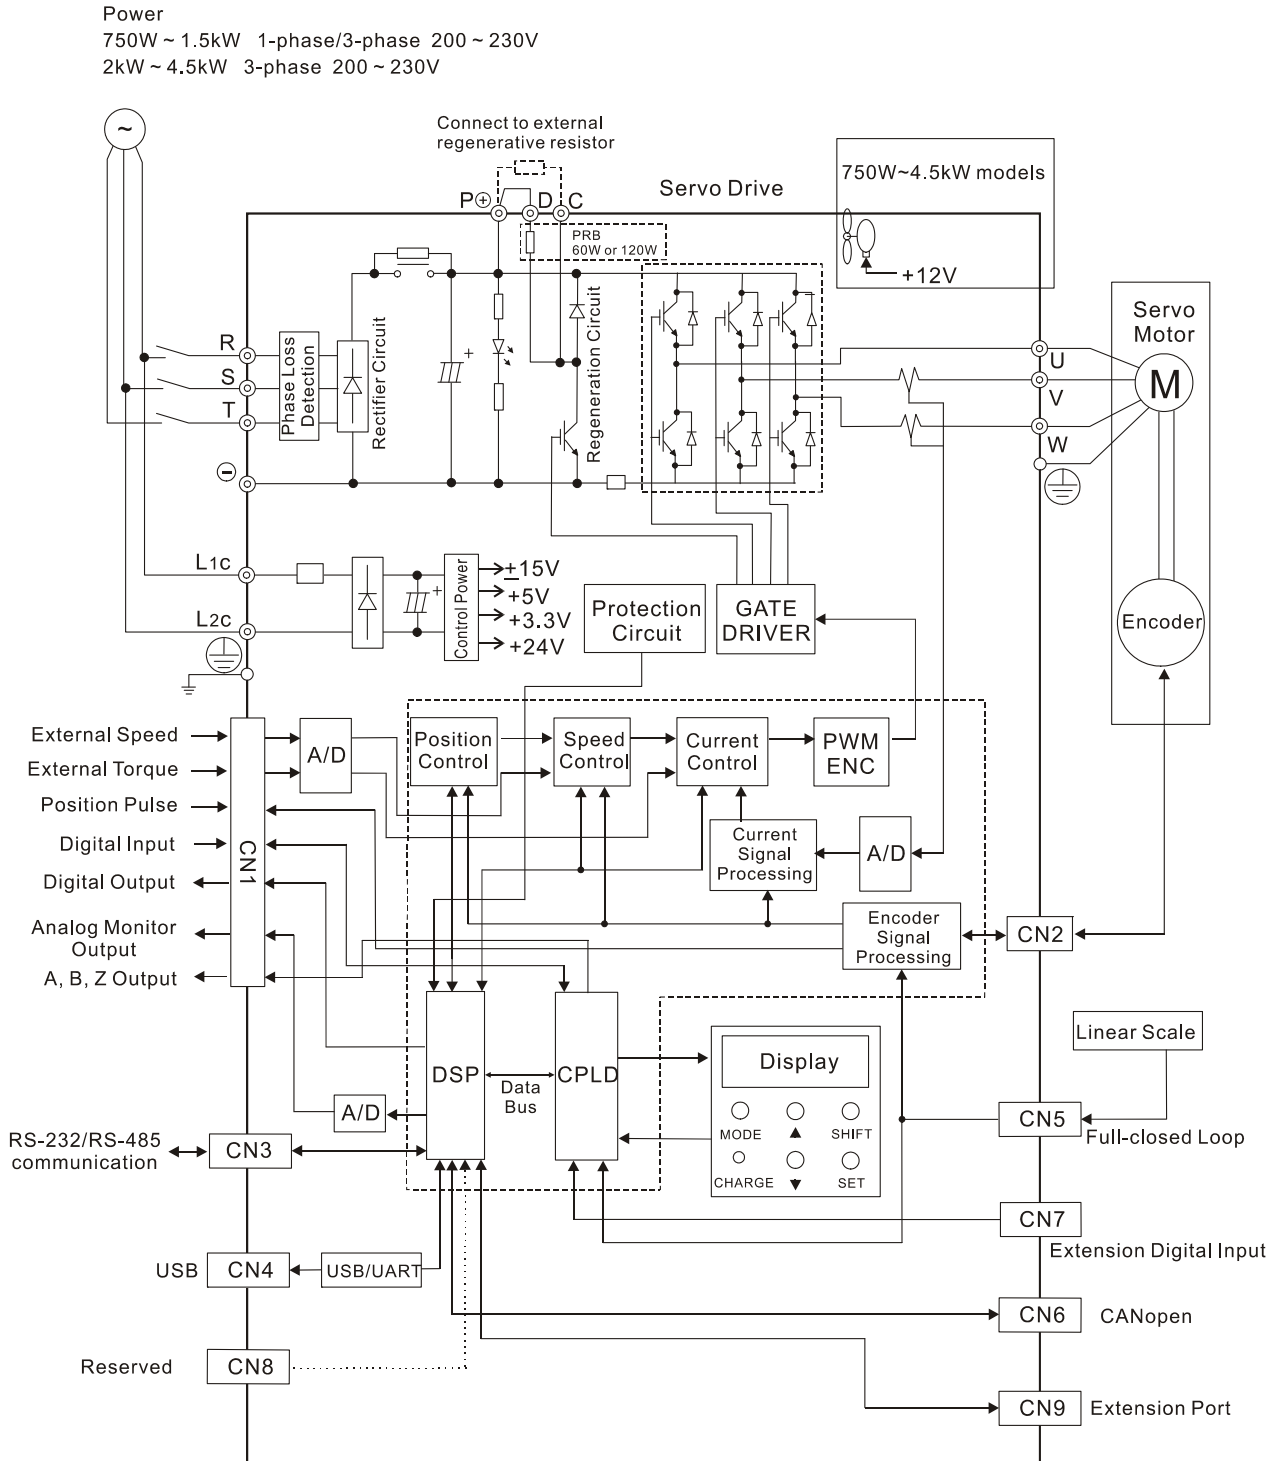 Power
750W ~ 1.5kW 1-phase/3-phase 200 ~ 230V
2kW ~ 4.5kW 3-phase 200 ~ 230V
~
Connect to external
regenerative resistor
P⊕
D
C
Servo Drive
750W~4.5kW models
+12V
PRB
60W or 120W
Servo
Motor
M
Encoder
R
S
T
Phase Loss
Detection
Rectifier Circuit
+
Regeneration Circuit
U
V
W
⊖
L1c
L2c
+
Control Power
±15V
+5V
+3.3V
+24V
Protection
Circuit
GATE
DRIVER
External Speed
External Torque
Position Pulse
Digital Input
Digital Output
Analog Monitor
Output
A, B, Z Output
CN1
A/D
Position
Control
Speed
Control
Current
Control
PWM
ENC
Current
Signal
Processing
A/D
Encoder
Signal
Processing
CN2
Linear Scale
DSP
Data
Bus
CPLD
Display
MODE
▲
SHIFT
CHARGE
▼
SET
A/D
CN5
Full-closed Loop
RS-232/RS-485
communication
CN3
CN7
Extension Digital Input
USB
CN4
USB/UART
CN6
CANopen
Reserved
CN8
CN9
Extension Port